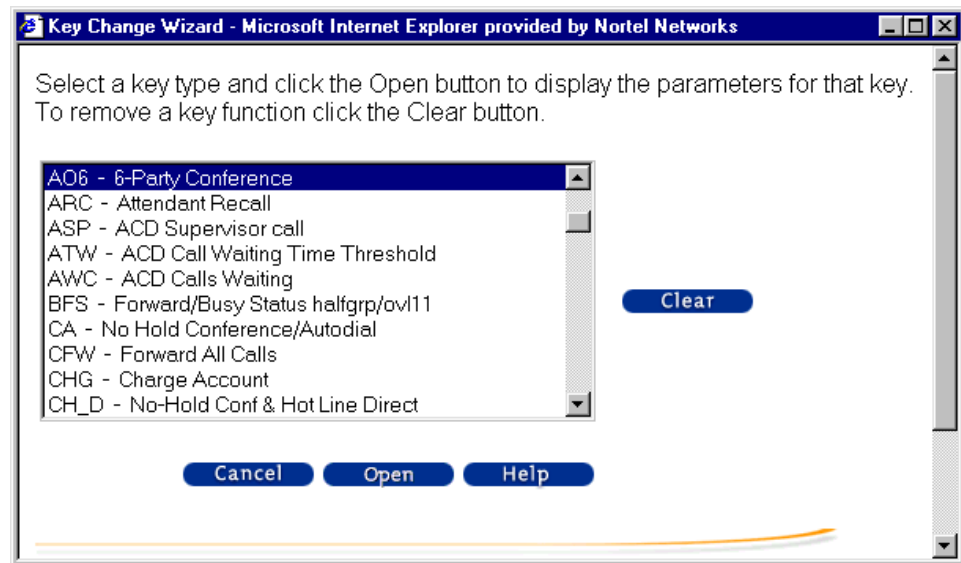 Key Change Wizard - Microsoft Internet Explorer provided by Nortel Networks
Select a key type and click the Open button to display the parameters for that key.
To remove a key function click the Clear button.
AO6 - 6-Party Conference
ARC - Attendant Recall
ASP - ACD Supervisor call
ATW - ACD Call Waiting Time Threshold
AWC - ACD Calls Waiting
BFS - Forward/Busy Status halfgrp/ovl11
CA - No Hold Conference/Autodial
CFW - Forward All Calls
CHG - Charge Account
CH_D - No-Hold Conf & Hot Line Direct
Clear
Cancel Open Help